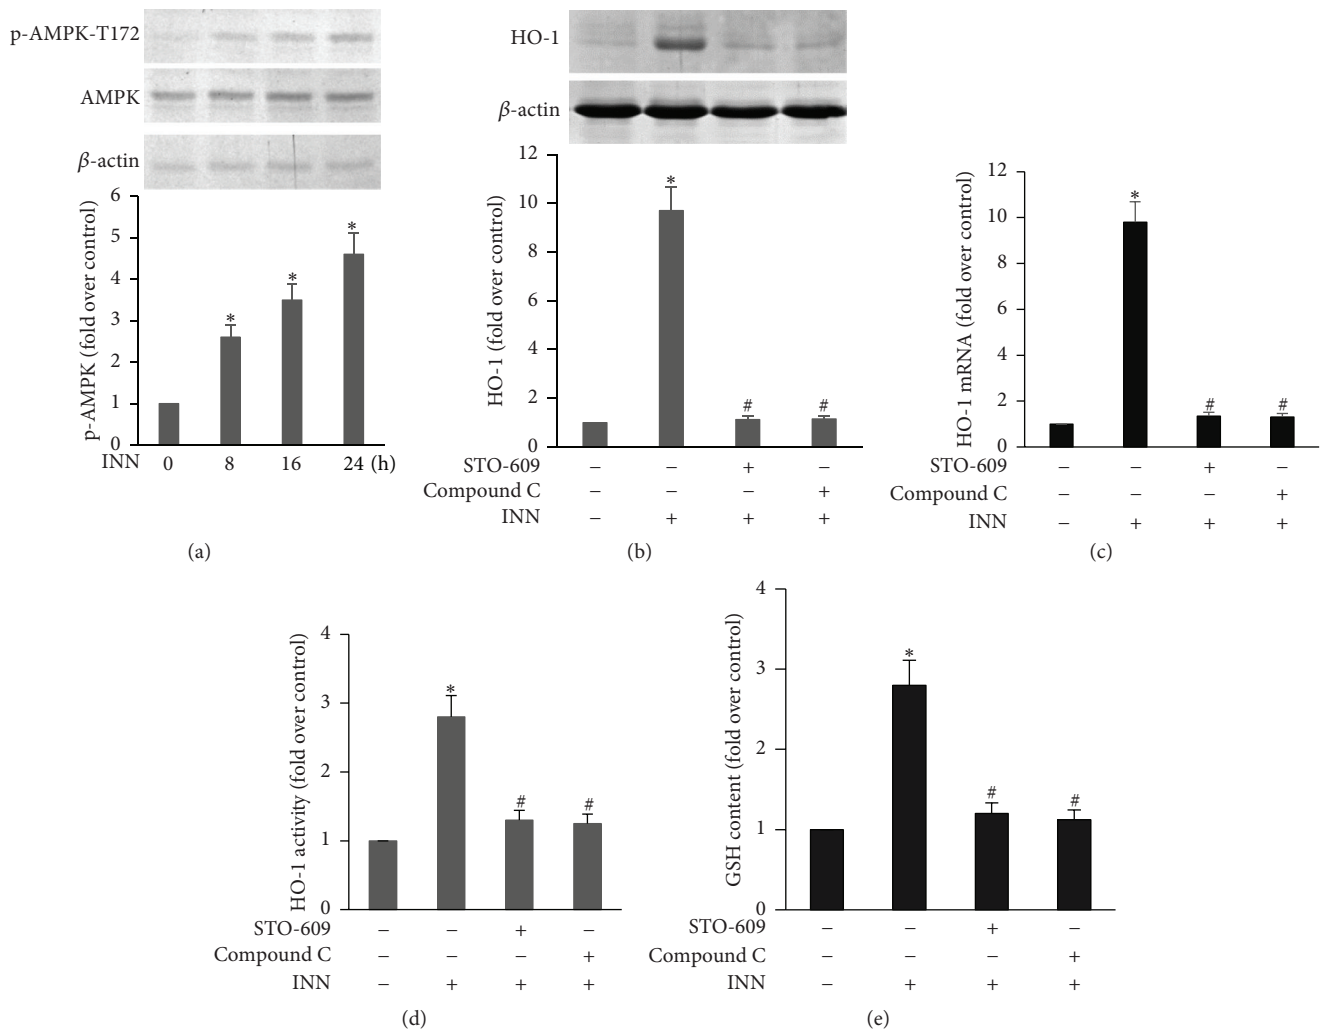 p-AMPK-T172
AMPK
β-actin
p-AMPK (fold over control)
6
5
4
3
2
1
0
* * *
INN 0 8 16 24 (h)
(a)
HO-1
β-actin
HO-1 (fold over control)
12
10
8
6
4
2
0
* # #
STO-609 − − + −
Compound C − − − +
INN − + + +
(b)
HO-1 mRNA (fold over control)
12
10
8
6
4
2
0
* # #
STO-609 − − + −
Compound C − − − +
INN − + + +
(c)
HO-1 activity (fold over control)
4
3
2
1
0
* # #
STO-609 − − + −
Compound C − − − +
INN − + + +
(d)
GSH content (fold over control)
4
3
2
1
0
* # #
STO-609 − − + −
Compound C − − − +
INN − + + +
(e)